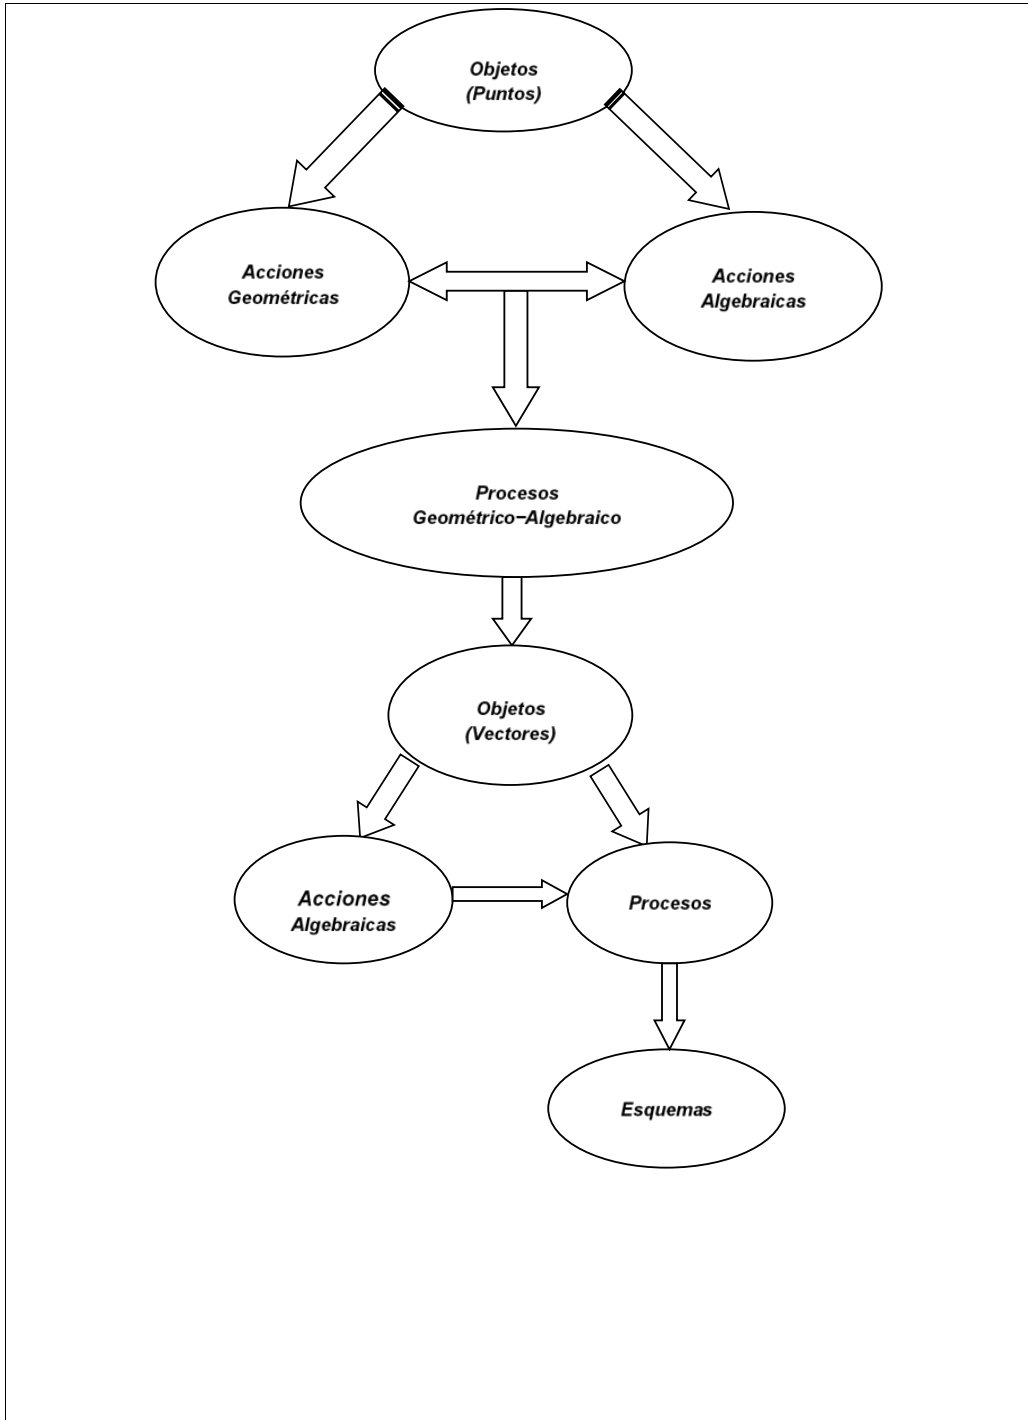 Objetos
(Puntos)
Acciones
Geométricas
Acciones
Algebraicas
Procesos
Geométrico−Algebraico
Objetos
(Vectores)
Acciones
Algebraicas
Procesos
Esquemas